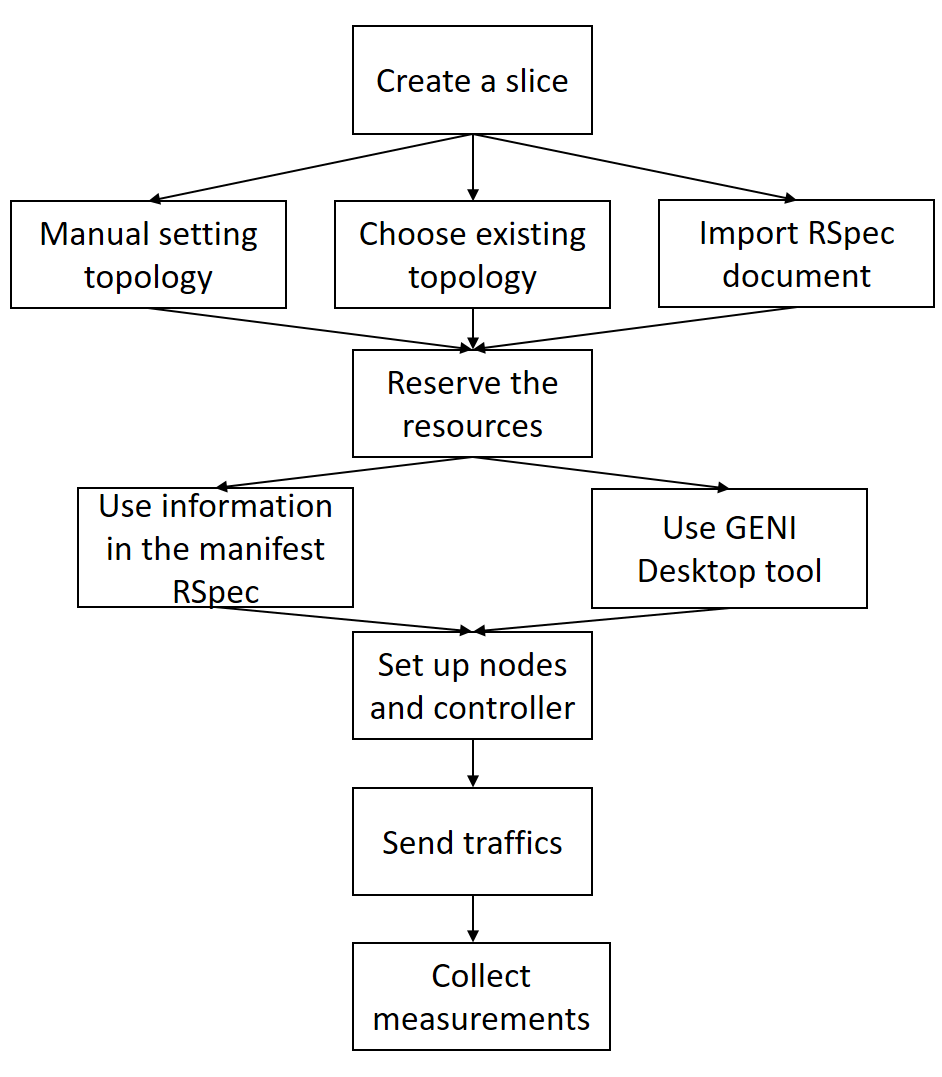 Create a slice
Manual setting
topology
Choose existing
topology
Import RSpec
document
Reserve the
resources
Use information
in the manifest
RSpec
Use GENI
Desktop tool
Set up nodes
and controller
Send traffics
Collect
measurements